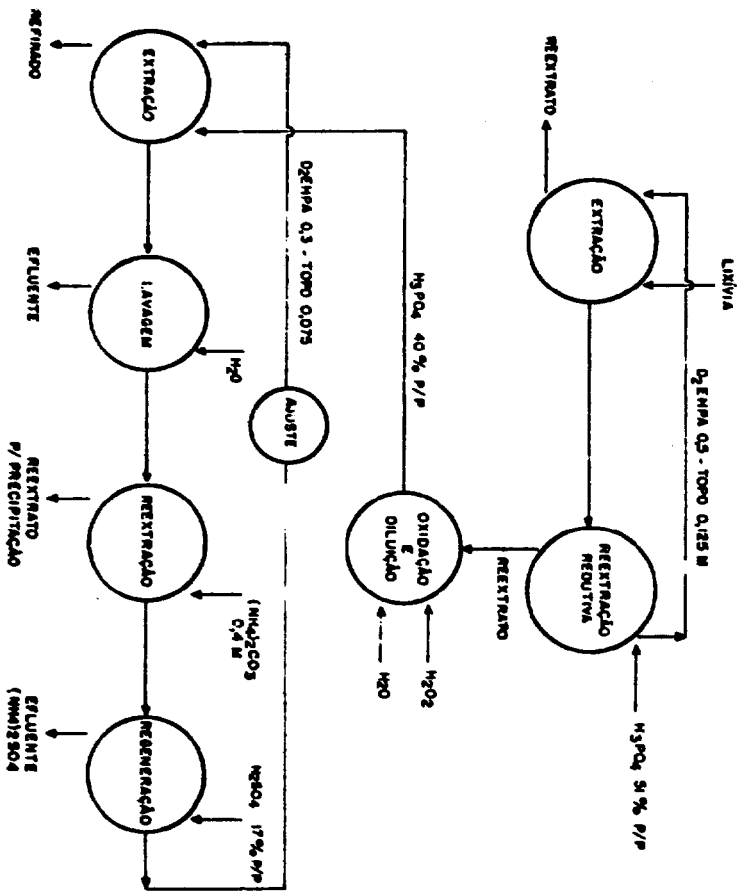 REEXTRATO
EXTRAÇÃO
LIXÍVIA
D2EHPA 0,5 - TOPO 0,125 M
REEXTRAÇÃO
REDUTIVA
H3PO4 51% P/P
REEXTRATO
OXIDAÇÃO
E
DILUIÇÃO
H2O2
H2O
H3PO4 40% P/P
D2EHPA 0,3 - TOPO 0,075
AJUSTE
EXTRAÇÃO
REFINADO
LAVAGEM
H2O
EFLUENTE
REEXTRAÇÃO
(NH4)2CO3
0,4 M
REEXTRATO
P/ PRECIPITAÇÃO
REGENERAÇÃO
H2SO4 17% P/P
EFLUENTE
(NH4)2SO4